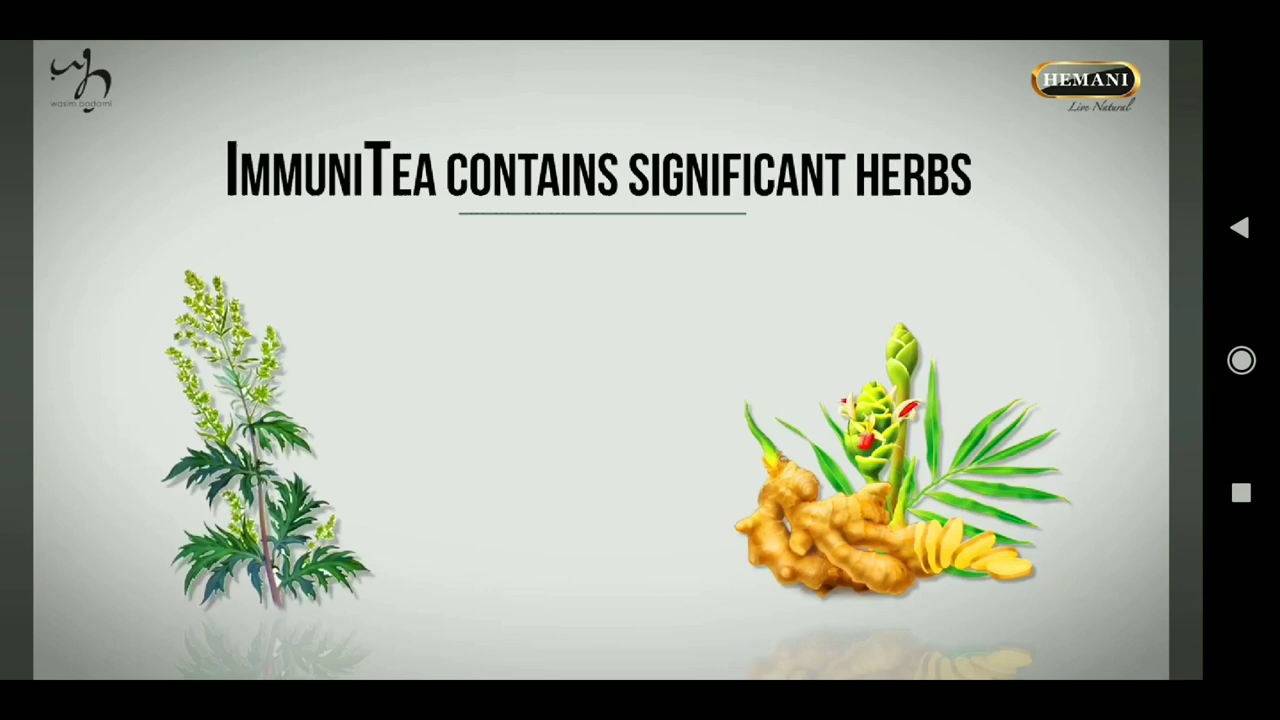 wasim badami
HEMANI
Live Natural
IMMUNITEA CONTAINS SIGNIFICANT HERBS